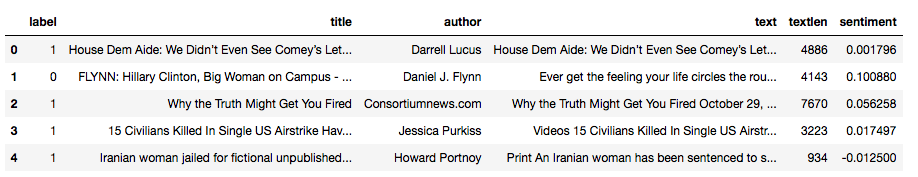 label title author text textlen sentiment
0 1 House Dem Aide: We Didn't Even See Comey's Let... Darrell Lucus House Dem Aide: We Didn't Even See Comey's Let... 4886 0.001796
1 0 FLYNN: Hillary Clinton, Big Woman on Campus - ... Daniel J. Flynn Ever get the feeling your life circles the rou... 4143 0.100880
2 1 Why the Truth Might Get You Fired Consortiumnews.com Why the Truth Might Get You Fired October 29, ... 7670 0.056258
3 1 15 Civilians Killed In Single US Airstrike Hav... Jessica Purkiss Videos 15 Civilians Killed In Single US Airstr... 3223 0.017497
4 1 Iranian woman jailed for fictional unpublished... Howard Portnoy Print An Iranian woman has been sentenced to s... 934 -0.012500